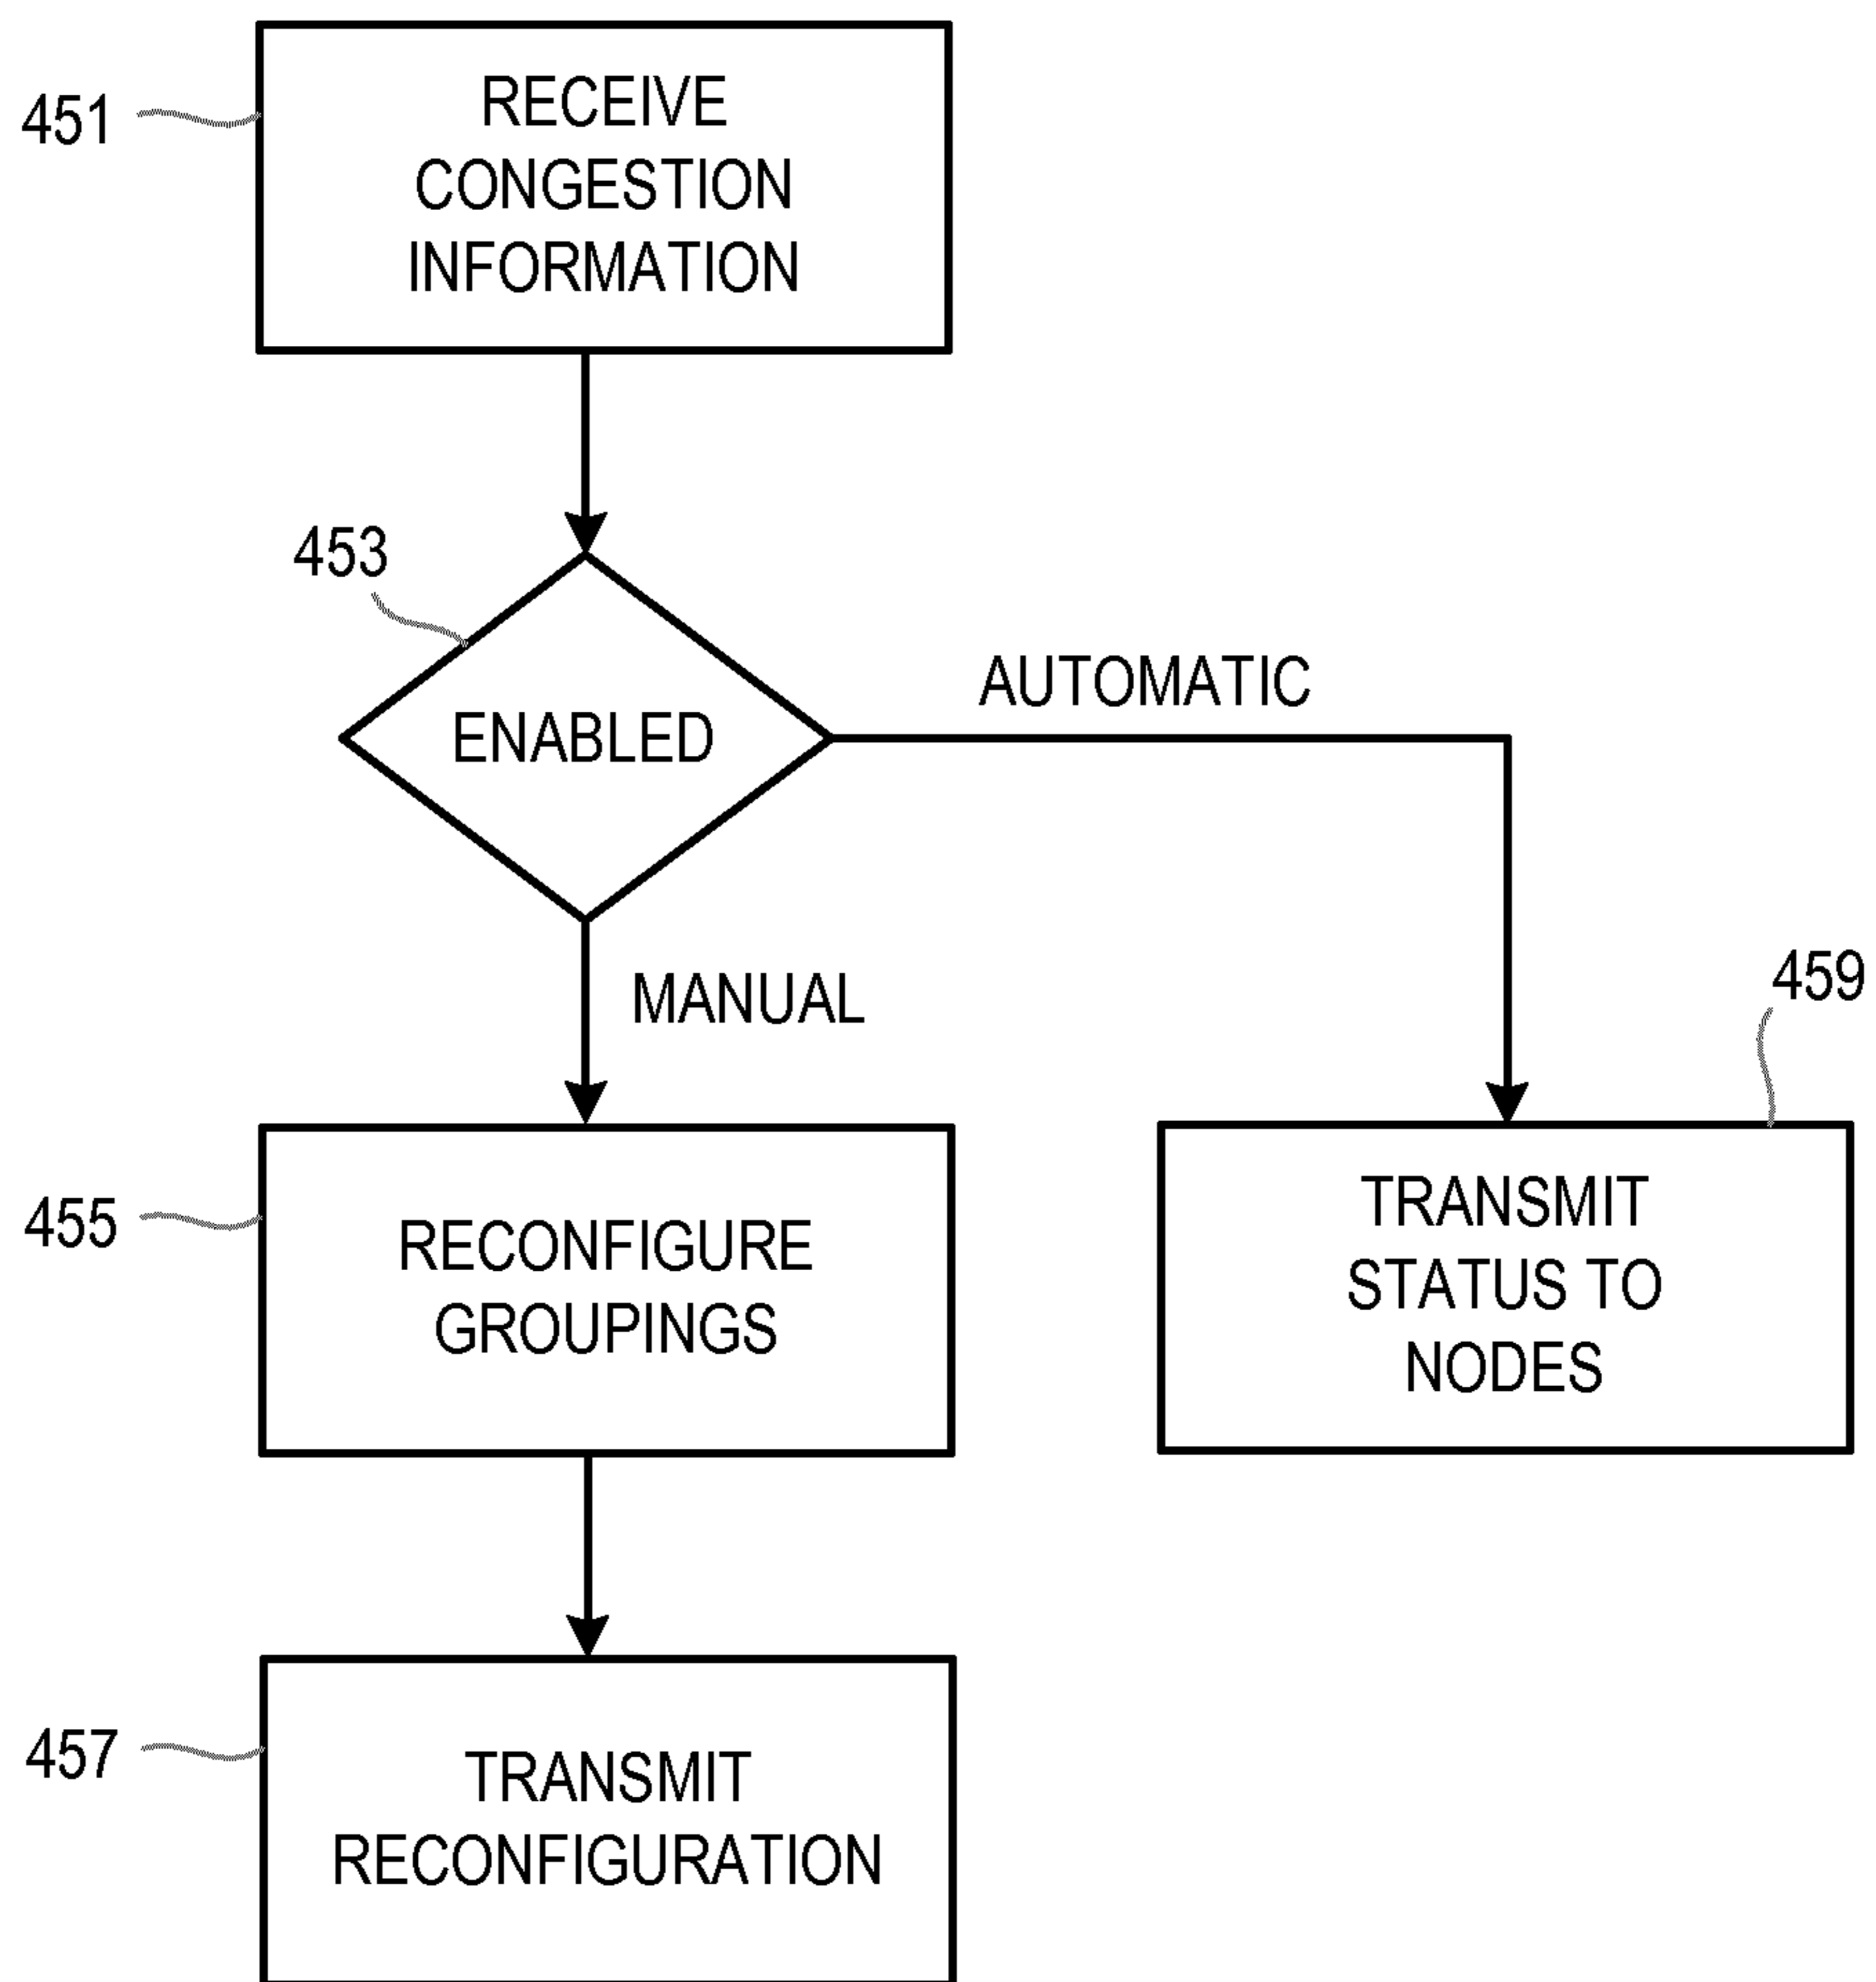 451
RECEIVE
CONGESTION
INFORMATION
453
ENABLED
AUTOMATIC
MANUAL
459
455
RECONFIGURE
GROUPINGS
TRANSMIT
STATUS TO
NODES
457
TRANSMIT
RECONFIGURATION